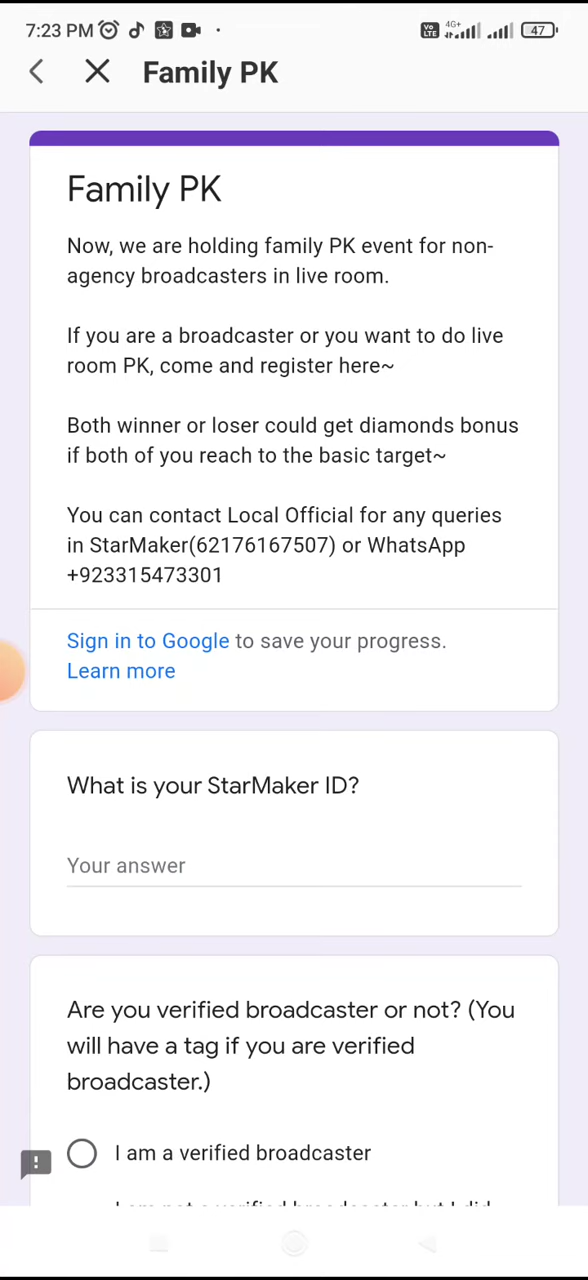 7:23 PM
Vo LTE 4G+ 47
Family PK
Family PK
Now, we are holding family PK event for non-
agency broadcasters in live room.
If you are a broadcaster or you want to do live
room PK, come and register here~
Both winner or loser could get diamonds bonus
if both of you reach to the basic target~
You can contact Local Official for any queries
in StarMaker(62176167507) or WhatsApp
+923315473301
Sign in to Google to save your progress.
Learn more
What is your StarMaker ID?
Your answer
Are you verified broadcaster or not? (You
will have a tag if you are verified
broadcaster.)
I am a verified broadcaster